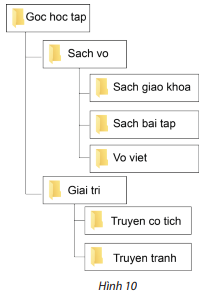 Goc hoc tap
Sach vo
Sach giao khoa
Sach bai tap
Vo viet
Giai tri
Truyen co tich
Truyen tranh
Hình 10